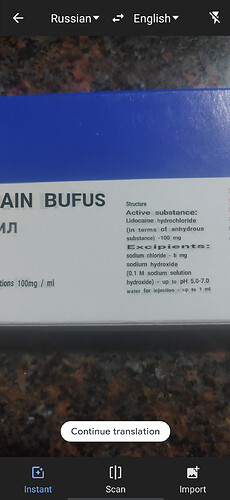 Russian
English
AIN BUFUS
МЛ
tions 100mg / ml
Structure
Active substance:
Lidocaine hydrochloride
(in terms of anhydrous
substance) -100 mg
Excipients:
sodium chloride - 6 mg
sodium hydroxide
(0.1 M sodium solution
hydroxide) - up to pH 5.0-7.0
water for injection - up to 1 ml
Continue translation
Instant
Scan
Import